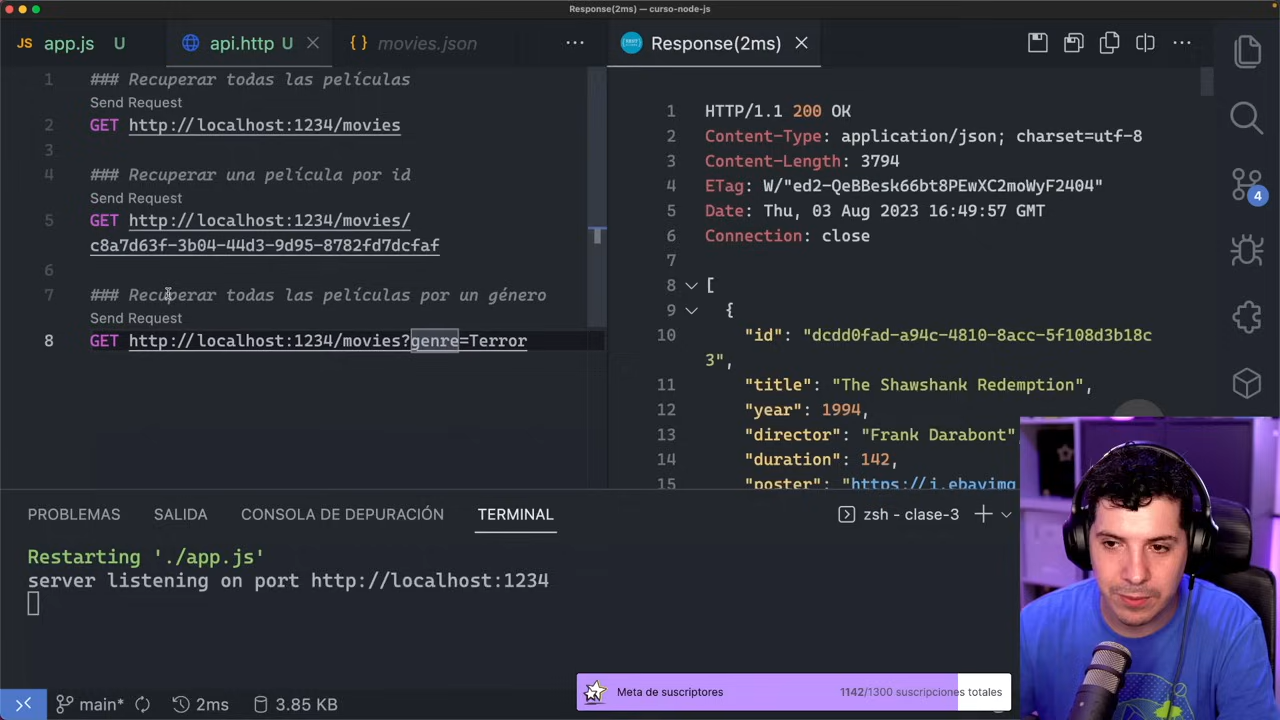 Response(2ms) — curso-node-js
JS app.js U
api.http U
{} movies.json
Response(2ms)
1 ### Recuperar todas las películas
Send Request
2 GET http://localhost:1234/movies
3
4 ### Recuperar una película por id
Send Request
5 GET http://localhost:1234/movies/
c8a7d63f-3b04-44d3-9d95-8782fd7dcfaf
6
7 ### Recuperar todas las películas por un género
Send Request
8 GET http://localhost:1234/movies?genre=Terror
1 HTTP/1.1 200 OK
2 Content-Type: application/json; charset=utf-8
3 Content-Length: 3794
4 ETag: W/"ed2-QeBBesk66bt8PEwXC2moWyF2404"
5 Date: Thu, 03 Aug 2023 16:49:57 GMT
6 Connection: close
7
8 [
9 {
10 "id": "dcdd0fad-a94c-4810-8acc-5f108d3b18c
3",
11 "title": "The Shawshank Redemption",
12 "year": 1994,
13 "director": "Frank Darabont"
14 "duration": 142,
15 "poster": "https://i.ebayimg
4
PROBLEMAS
SALIDA
CONSOLA DE DEPURACIÓN
TERMINAL
zsh - clase-3
Restarting './app.js'
server listening on port http://localhost:1234
main*
2ms
3.85 KB
Meta de suscriptores
1142/1300 suscripciones totales